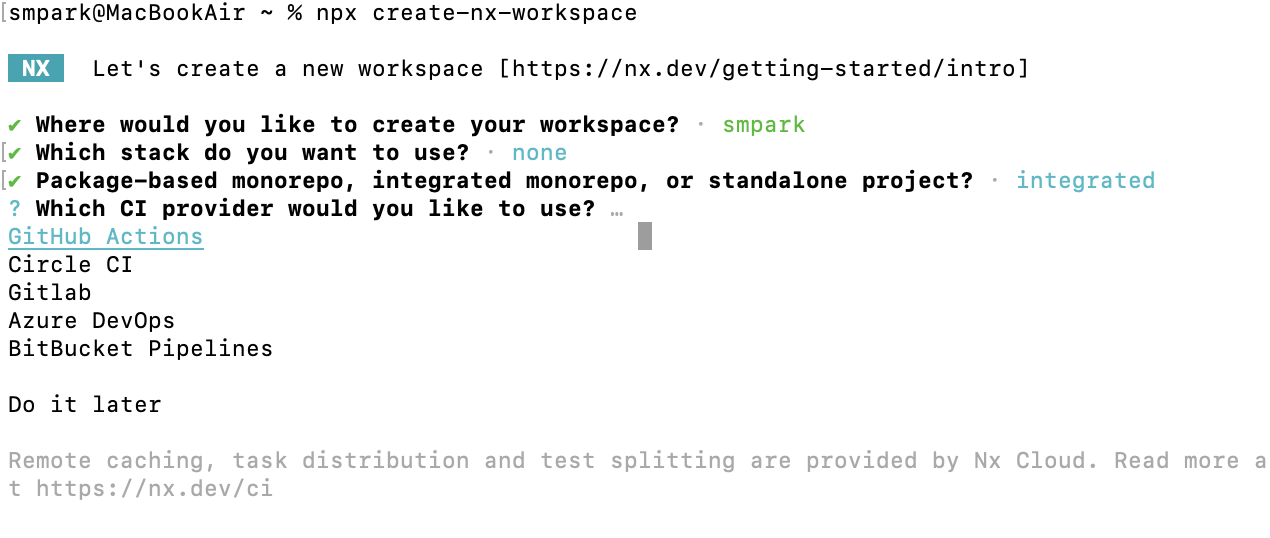 [smpark@MacBookAir ~ % npx create-nx-workspace
NX Let's create a new workspace [https://nx.dev/getting-started/intro]
✔ Where would you like to create your workspace? · smpark
[✔ Which stack do you want to use? · none
[✔ Package-based monorepo, integrated monorepo, or standalone project? · integrated
? Which CI provider would you like to use? …
GitHub Actions
Circle CI
Gitlab
Azure DevOps
BitBucket Pipelines
Do it later
Remote caching, task distribution and test splitting are provided by Nx Cloud. Read more a
t https://nx.dev/ci